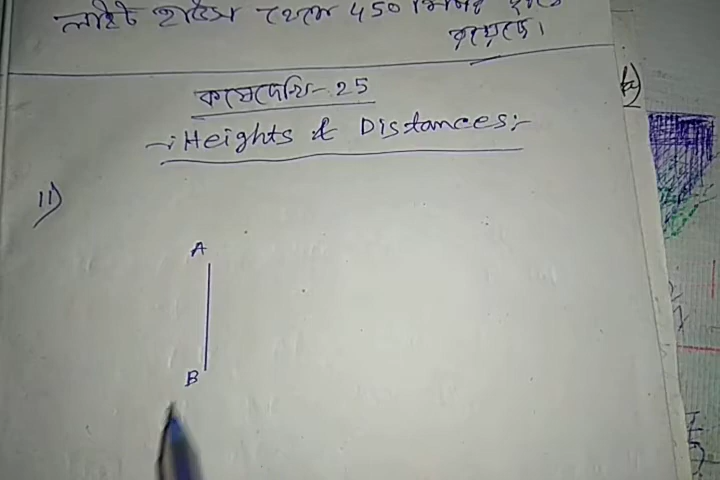 লাইট হাউস থেকে 450 মিটার
রয়েছে।
কষে দেখি - 25
-: Heights & Distances :-
11)
A
B